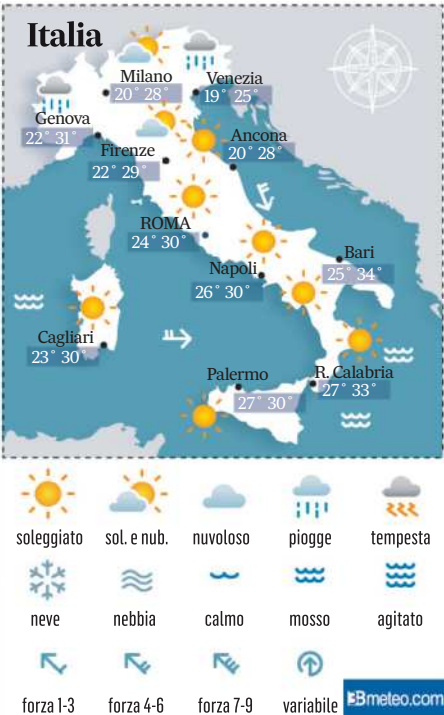 Italia
Milano
20° 28°
Venezia
19° 25°
Genova
22° 31°
Firenze
22° 29°
Ancona
20° 28°
ROMA
24° 30°
Napoli
26° 30°
Bari
25° 34°
Cagliari
23° 30°
Palermo
27° 30°
R. Calabria
27° 33°
soleggiato sol. e nub. nuvoloso piogge tempesta
neve nebbia calmo mosso agitato
forza 1-3 forza 4-6 forza 7-9 variabile
3Bmeteo.com